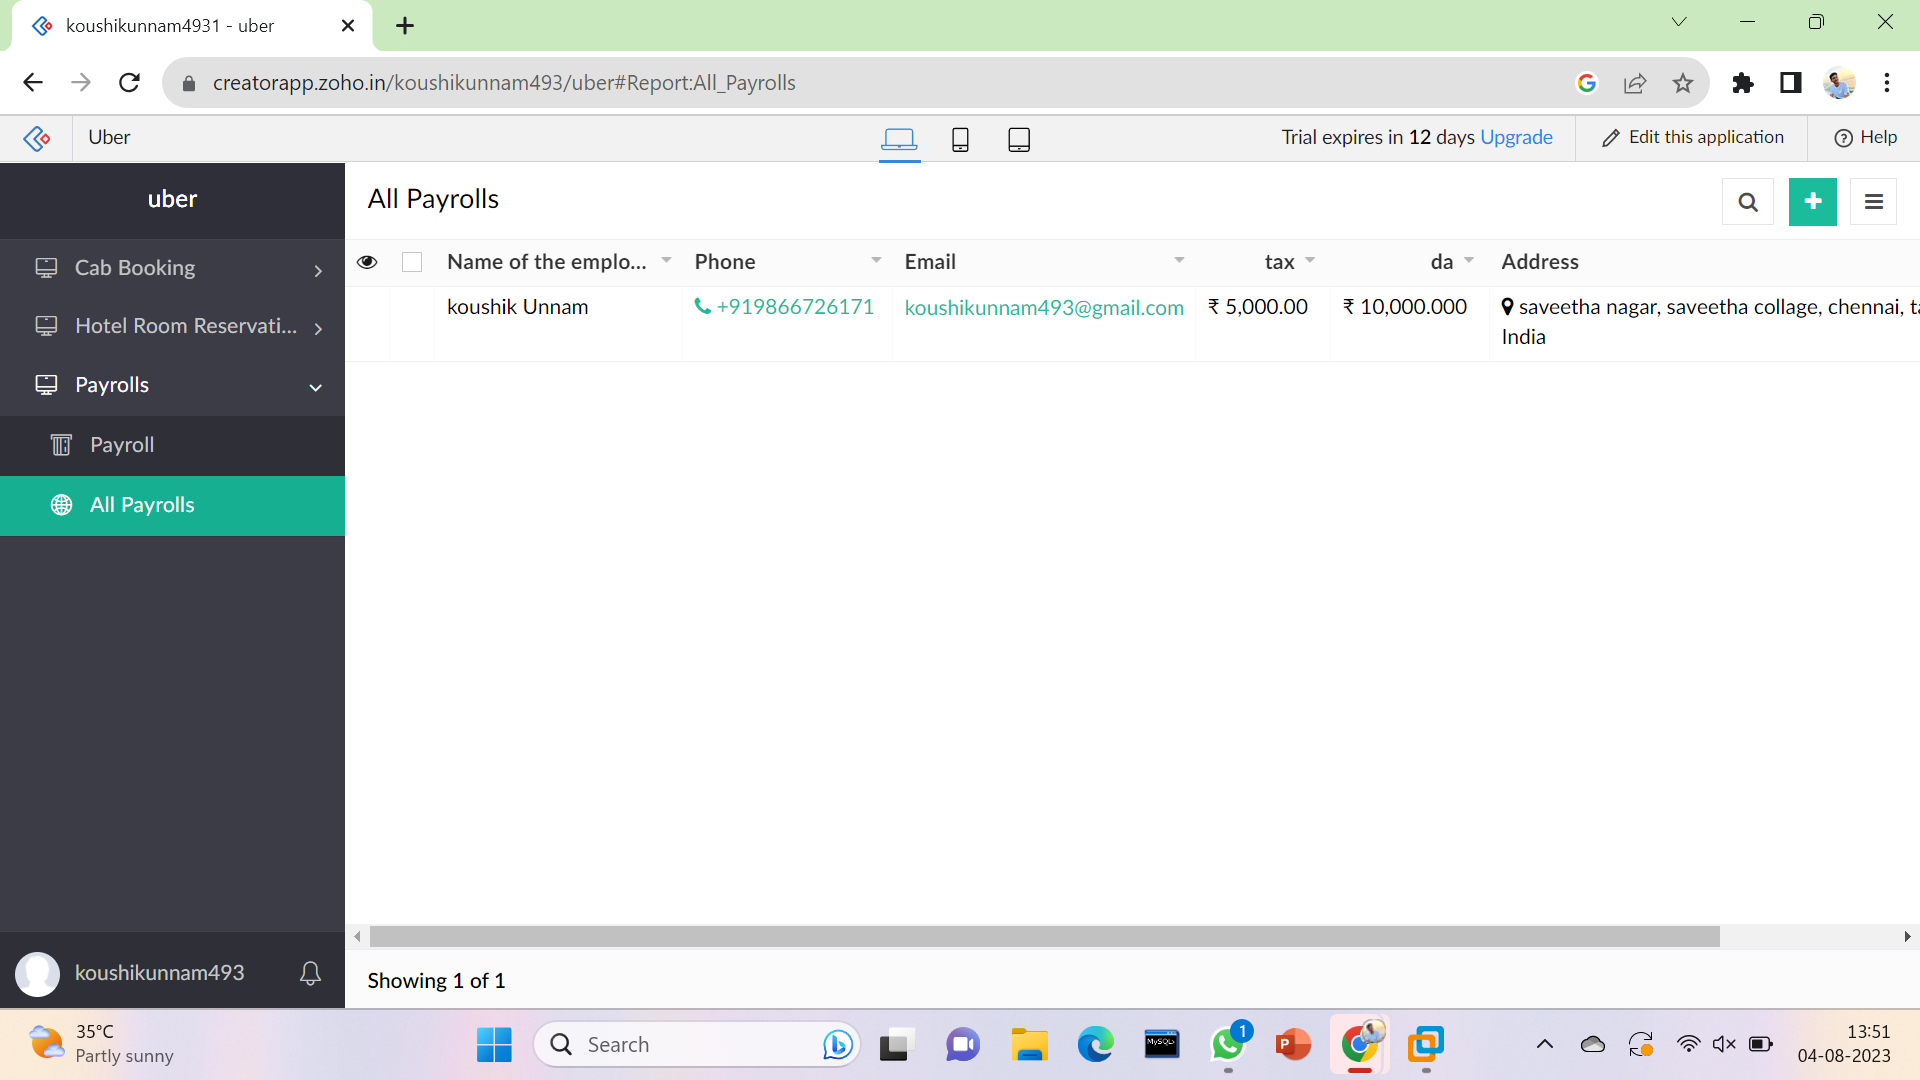 koushikunnam4931 - uber
creatorapp.zoho.in/koushikunnam493/uber#Report:All_Payrolls
Uber
Trial expires in 12 days Upgrade
Edit this application
Help
uber
Cab Booking
Hotel Room Reservati...
Payrolls
Payroll
All Payrolls
koushikunnam493
All Payrolls
Name of the emplo... Phone Email tax da Address
koushik Unnam +919866726171 koushikunnam493@gmail.com ₹ 5,000.00 ₹ 10,000.000 saveetha nagar, saveetha collage, chennai, ta
India
Showing 1 of 1
35°C
Partly sunny
Search
MySQL
1
13:51
04-08-2023